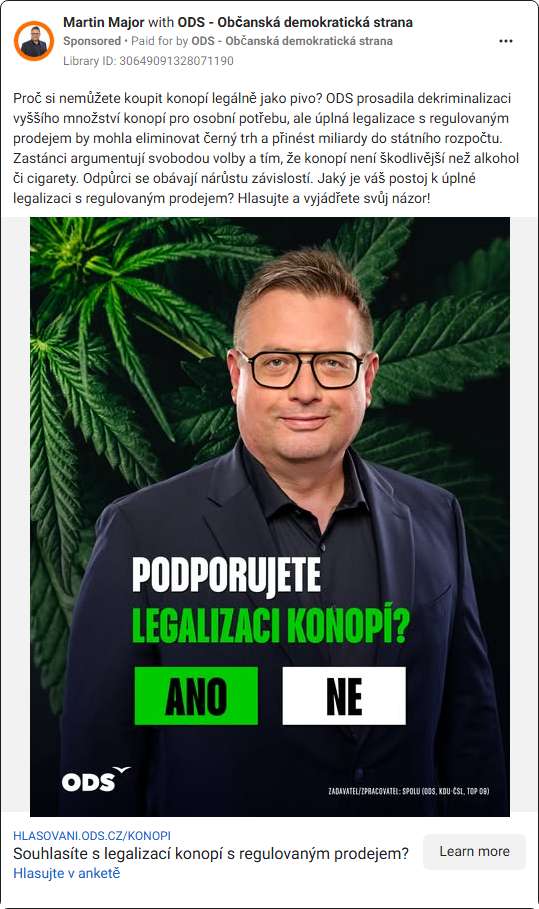 Martin Major with ODS - Občanská demokratická strana
Sponsored • Paid for by ODS - Občanská demokratická strana
Library ID: 30649091328071190
Proč si nemůžete koupit konopí legálně jako pivo? ODS prosadila dekriminalizaci
vyššího množství konopí pro osobní potřebu, ale úplná legalizace s regulovaným
prodejem by mohla eliminovat černý trh a přinést miliardy do státního rozpočtu.
Zastánci argumentují svobodou volby a tím, že konopí není škodlivější než alkohol
či cigarety. Odpůrci se obávají nárůstu závislostí. Jaký je váš postoj k úplné
legalizaci s regulovaným prodejem? Hlasujte a vyjádřete svůj názor!
PODPORUJETE
LEGALIZACI KONOPÍ?
ANO NE
ODS
ZADAVATEL/ZPRACOVATEL: SPOLU (ODS, KDU-ČSL, TOP 09)
HLASOVANI.ODS.CZ/KONOPI
Souhlasíte s legalizací konopí s regulovaným prodejem?
Hlasujte v anketě
Learn more